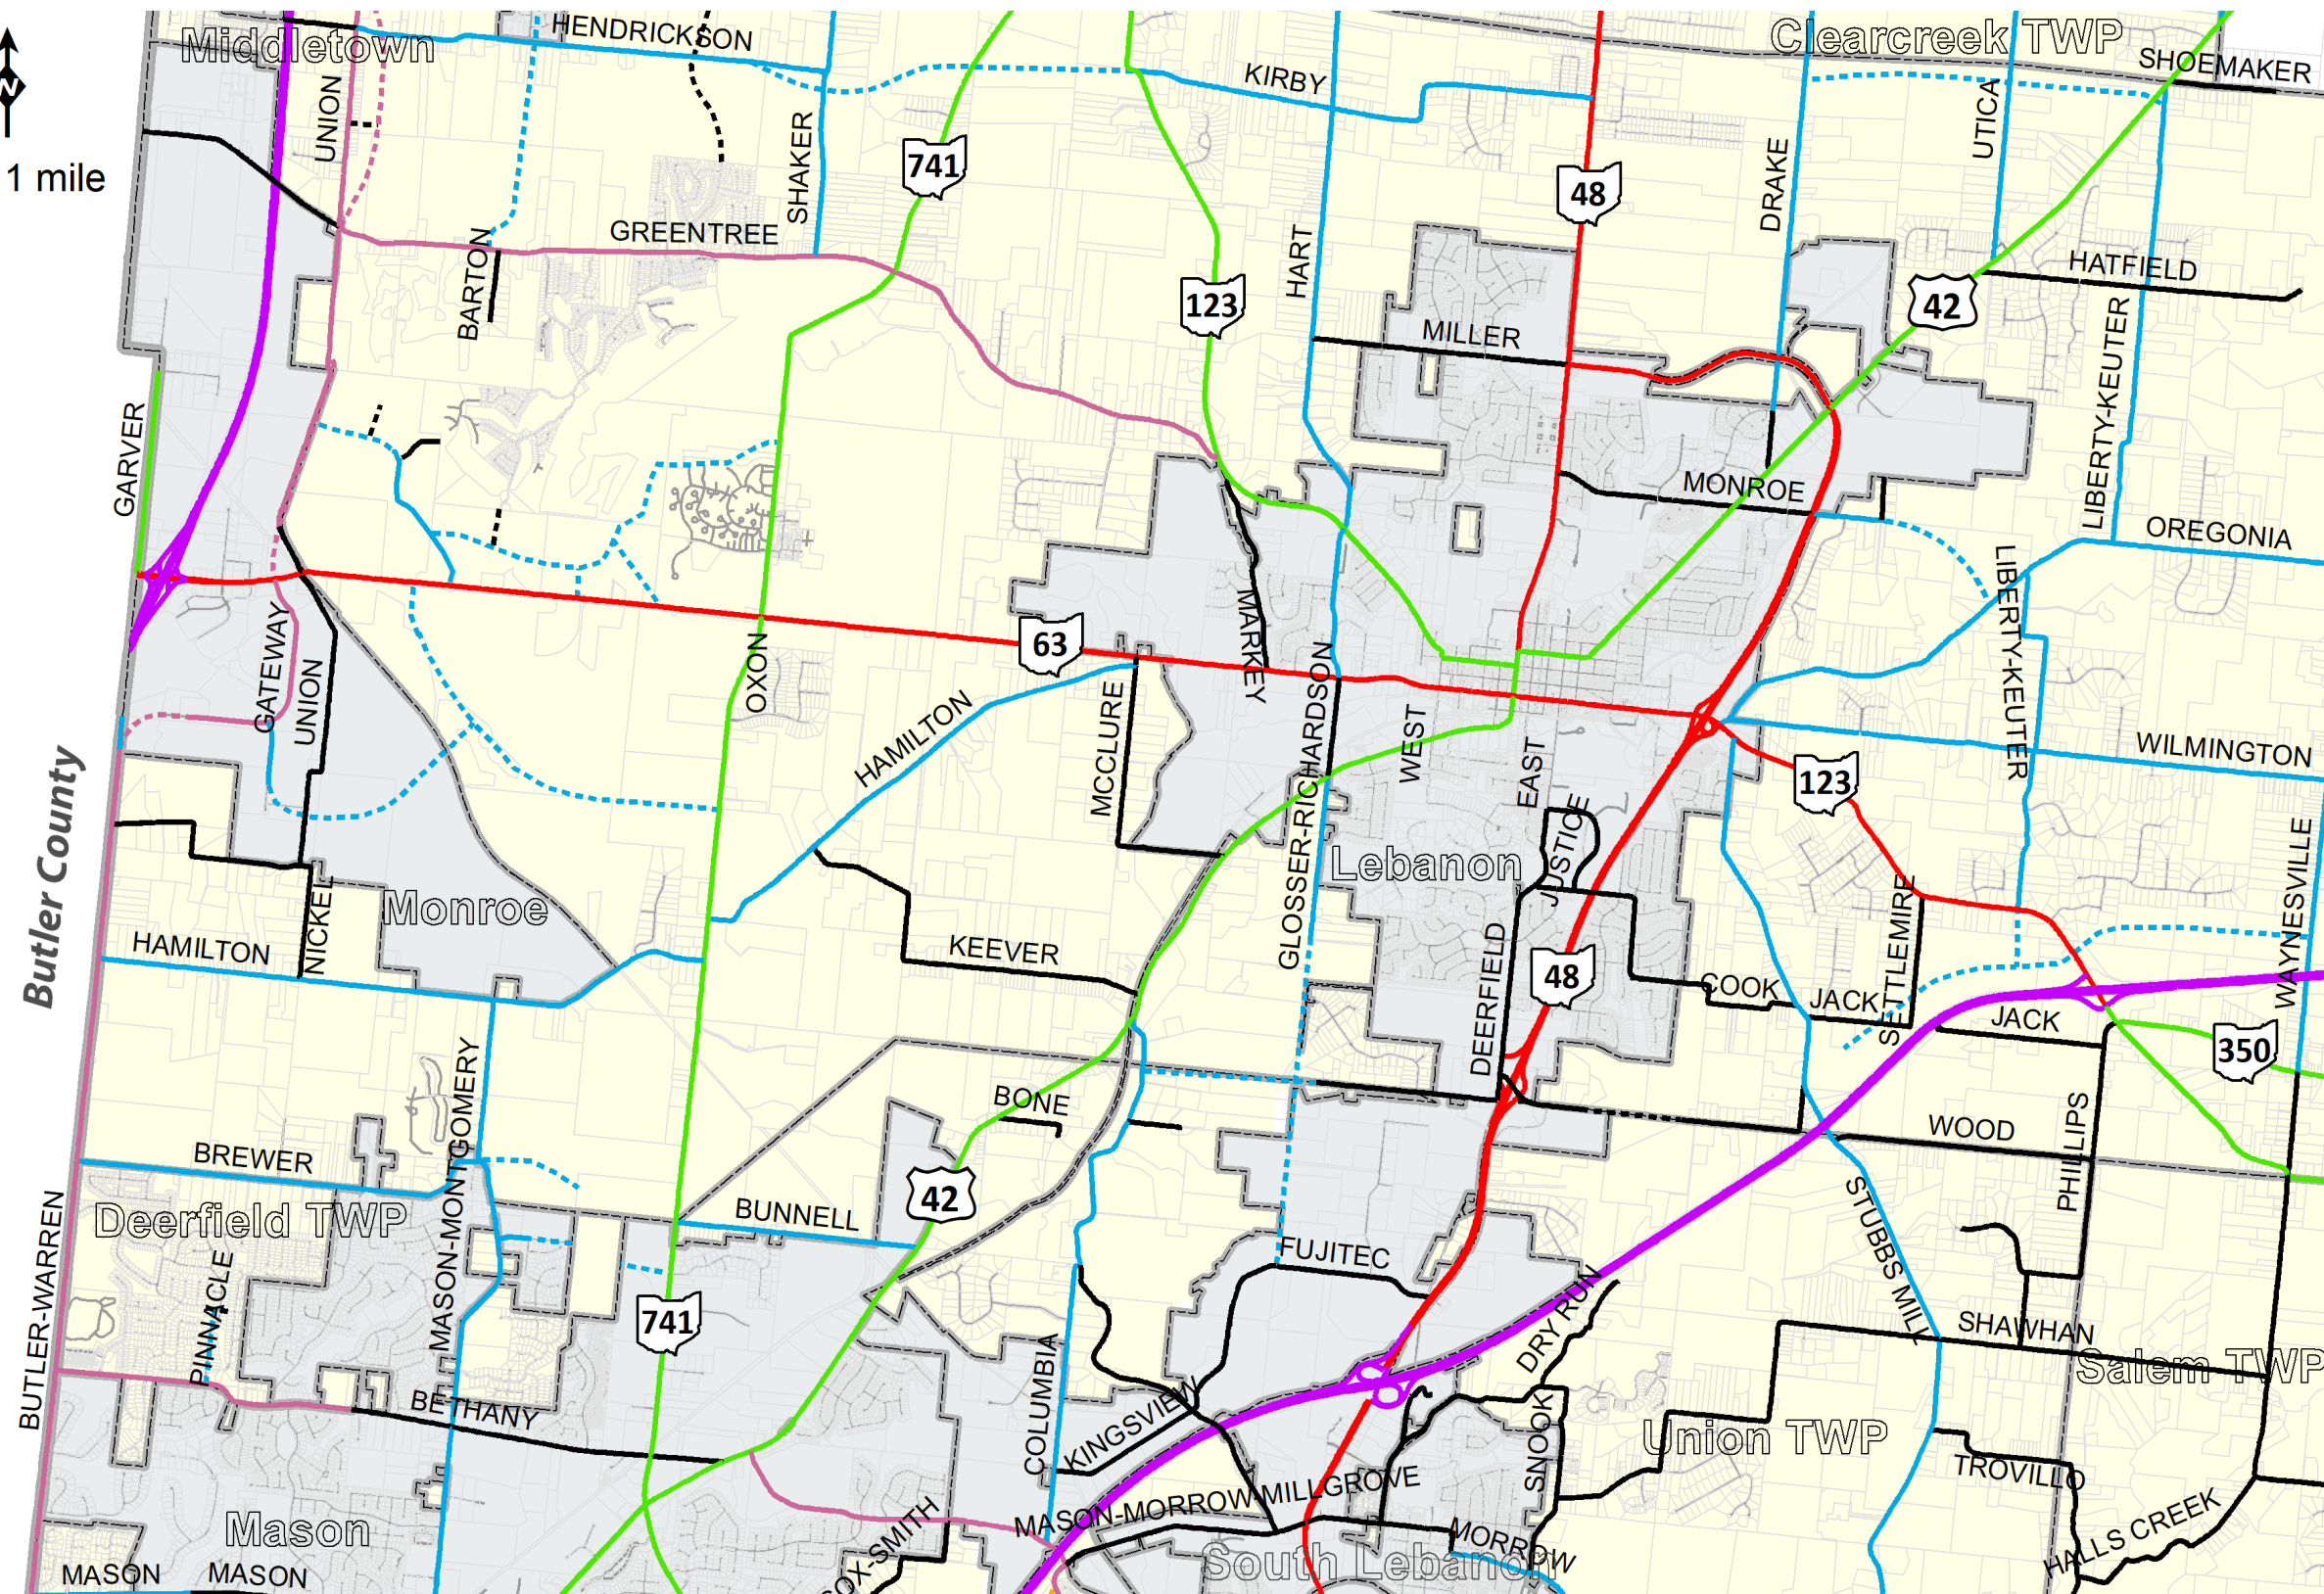 Middletown
HENDRICKSON
Clearcreek TWP
SHOEMAKER
N
1 mile
UNION
KIRBY
UTICA
SHAKER
741
48
DRAKE
GREENTREE
BARTON
HART
123
HATFIELD
42
MILLER
LIBERTY-KEUTER
GARVER
MONROE
OREGONIA
LIBERTY-KEUTER
GATEWAY
UNION
OXON
63
MARKEY
HAMILTON
MCCLURE
GLOSSER-RICHARDSON
WEST
EAST
WILMINGTON
123
Butler County
JUSTICE
Lebanon
WAYNESVILLE
Monroe
NICKEL
HAMILTON
KEEVER
DEERFIELD
48
COOK
JACK
SETTLEMIRE
JACK
350
MASON-MONTGOMERY
BONE
WOOD
PHILLIPS
BREWER
42
BUNNELL
Deerfield TWP
STUBBS MILL
PINNACLE
FUJITEC
BUTLER-WARREN
741
DRY RUN
SHAWHAN
Salem TWP
COLUMBIA
BETHANY
KINGSVIEW
SNOOK
Union TWP
TROVILLO
MASON-MORROW-MILLGROVE
Mason
MORROW
HALLS CREEK
South Lebanon
MASON
MASON
OX-SMITH